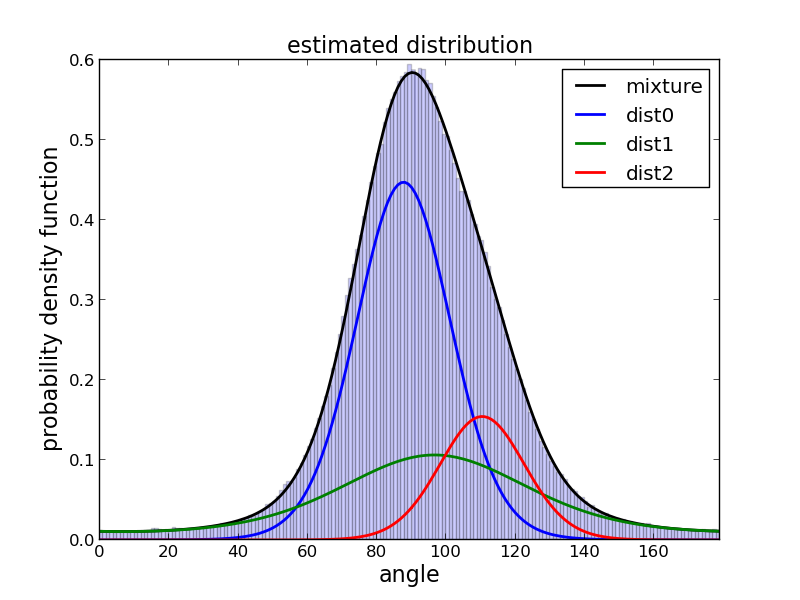 estimated distribution
mixture
dist0
dist1
dist2
probability density function
0.6
0.5
0.4
0.3
0.2
0.1
0.0
0 20 40 60 80 100 120 140 160
angle